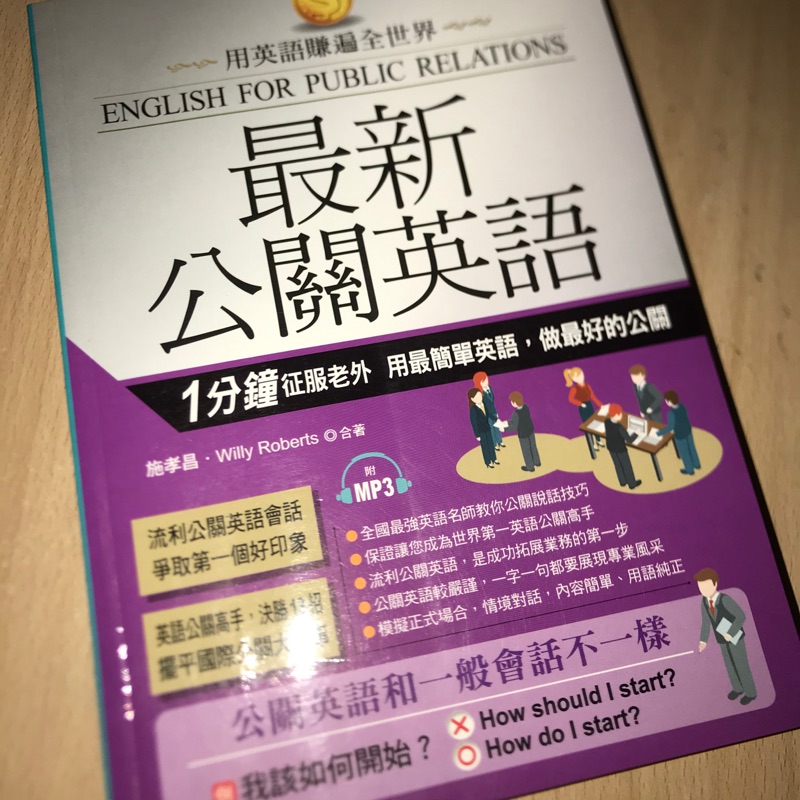 用英語賺遍全世界
ENGLISH FOR PUBLIC RELATIONS
最新
公關英語
1分鐘征服老外 用最簡單英語，做最好的公關
施孝昌．Willy Roberts ◎合著
附
MP3
流利公關英語會話
爭取第一個好印象
英語公關高手，決勝
擺平國際公關大
●全國最強英語名師教你公關說話技巧
●保證讓您成為世界第一英語公關高手
●流利公關英語，是成功拓展業務的第一步
●公關英語較嚴謹，一字一句都要展現專業風采
●模擬正式場合，情境對話，內容簡單、用語純正
公關英語和一般會話不一樣
我該如何開始？
How should I start?
How do I start?